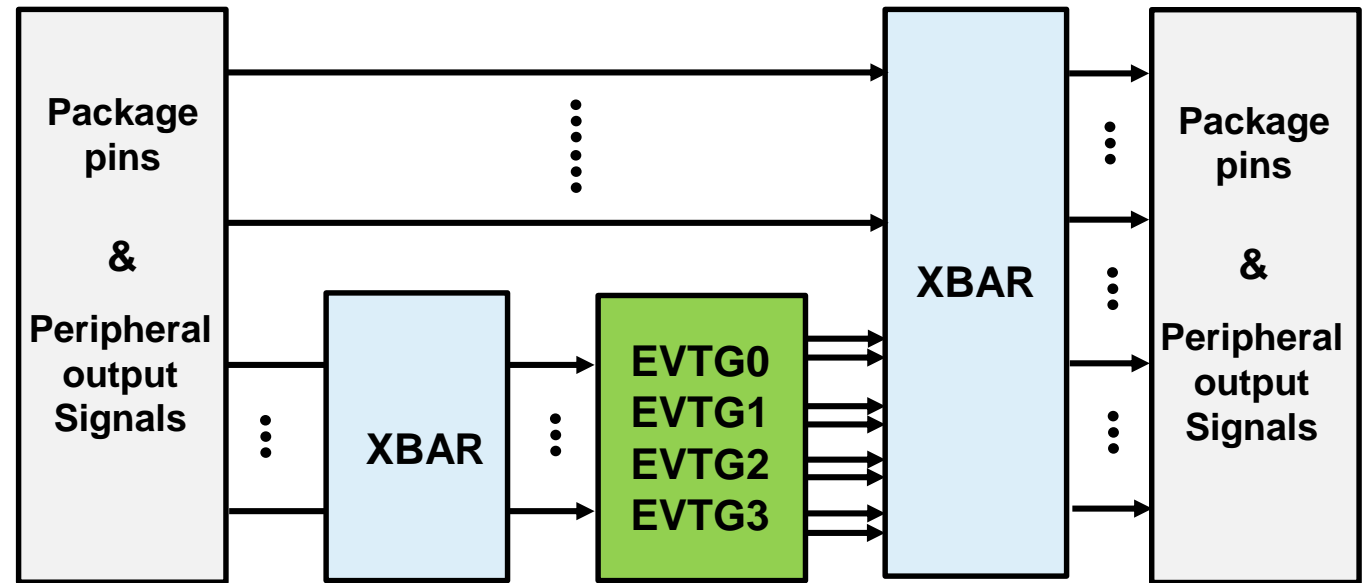 Package
pins
&
Peripheral
output
Signals
XBAR
EVTG0
EVTG1
EVTG2
EVTG3
XBAR
Package
pins
&
Peripheral
output
Signals